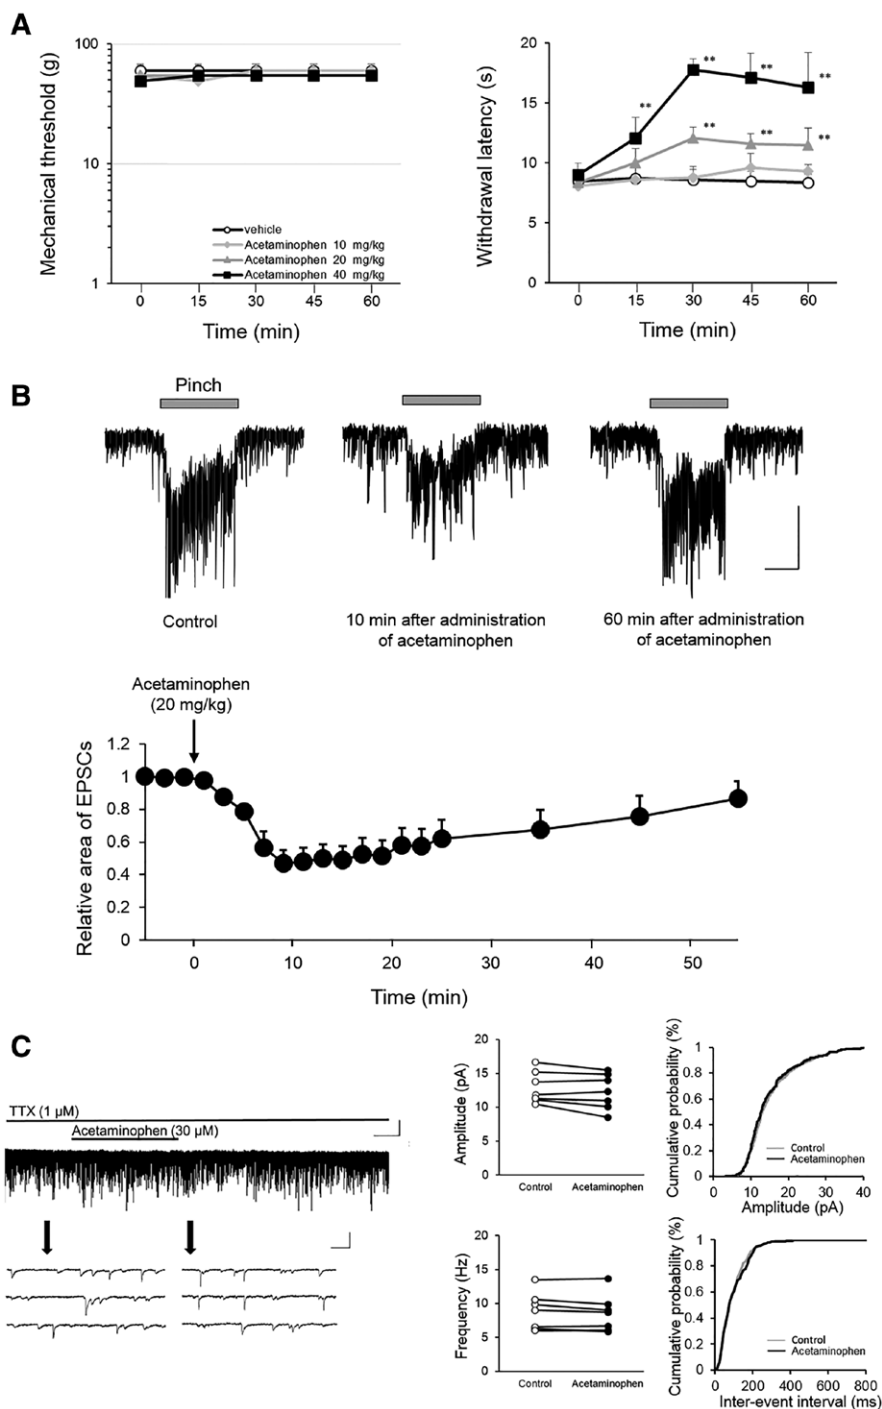 A
Mechanical threshold (g)
100
10
1
vehicle
Acetaminophen 10 mg/kg
Acetaminophen 20 mg/kg
Acetaminophen 40 mg/kg
0 15 30 45 60
Time (min)
Withdrawal latency (s)
20
15
10
5
0
** ** ** **
** ** **
0 15 30 45 60
Time (min)
B
Pinch
Control
10 min after administration
of acetaminophen
60 min after administration
of acetaminophen
Acetaminophen
(20 mg/kg)
Relative area of EPSCs
1.2
1
0.8
0.6
0.4
0.2
0
0 10 20 30 40 50
Time (min)
C
TTX (1 μM)
Acetaminophen (30 μM)
Amplitude (pA)
20
15
10
5
0
Control Acetaminophen
Cumulative probability (%)
1
0.8
0.6
0.4
0.2
0
Control
Acetaminophen
0 10 20 30 40
Amplitude (pA)
Frequency (Hz)
20
15
10
5
0
Control Acetaminophen
Cumulative probability (%)
1
0.8
0.6
0.4
0.2
0
Control
Acetaminophen
0 200 400 600 800
Inter-event interval (ms)